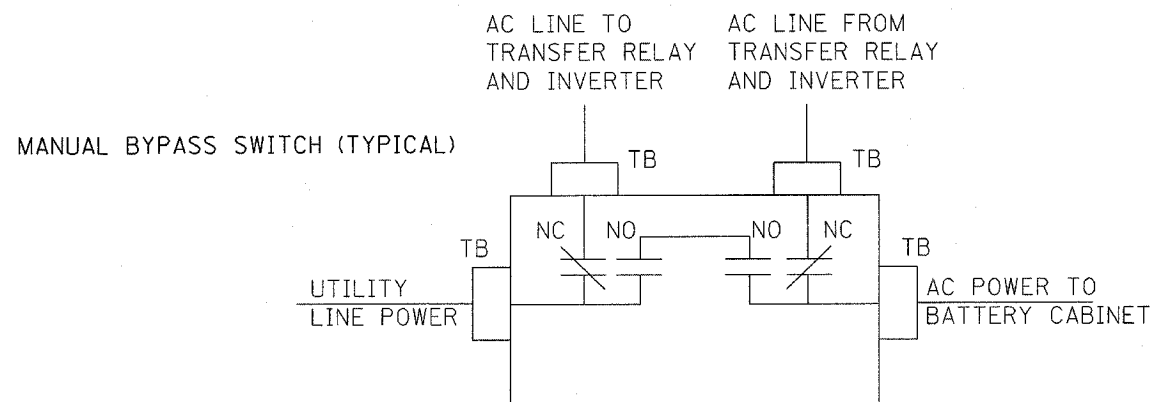 AC LINE TO
TRANSFER RELAY
AND INVERTER
AC LINE FROM
TRANSFER RELAY
AND INVERTER
MANUAL BYPASS SWITCH (TYPICAL)
TB
TB
NC
NO
NO
NC
TB
TB
UTILITY
LINE POWER
AC POWER TO
BATTERY CABINET